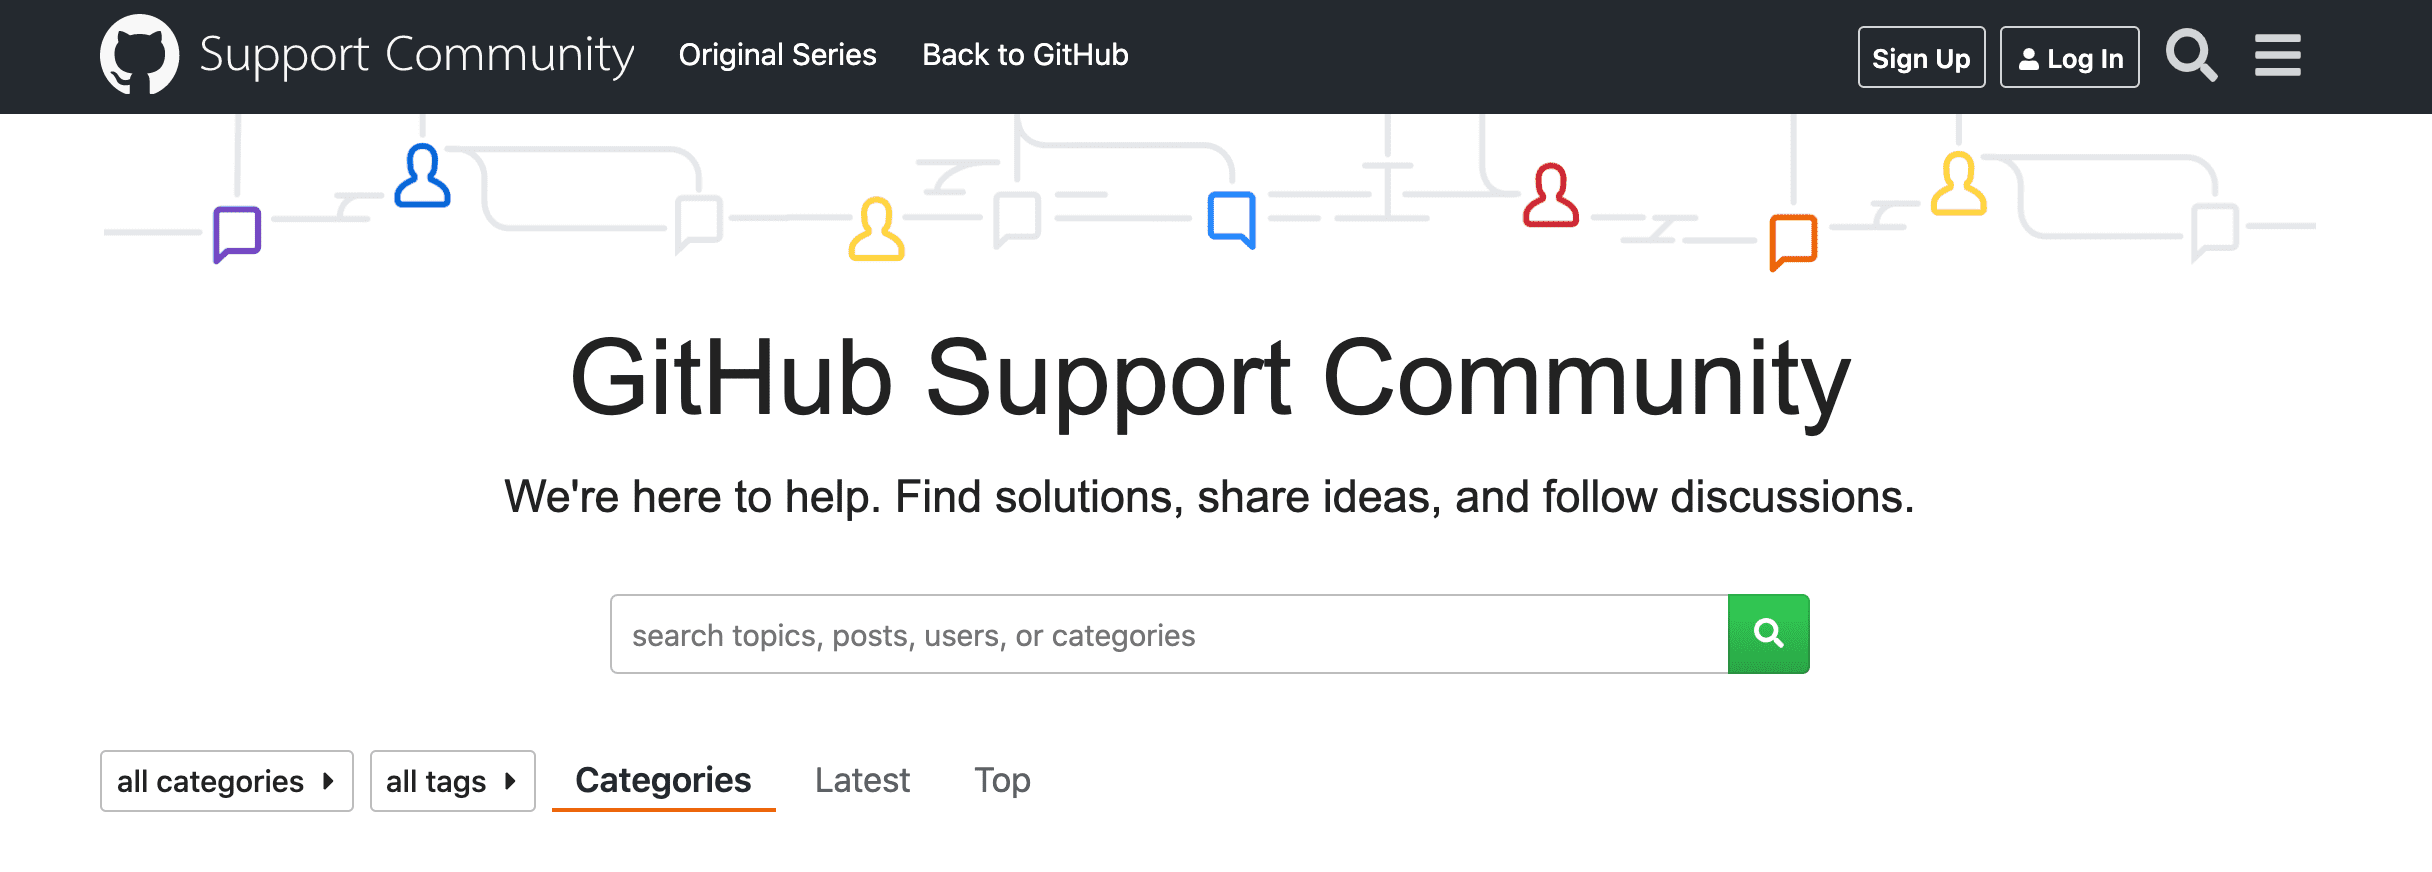 Support Community Original Series Back to GitHub Sign Up Log In
GitHub Support Community
We're here to help. Find solutions, share ideas, and follow discussions.
search topics, posts, users, or categories
all categories all tags Categories Latest Top